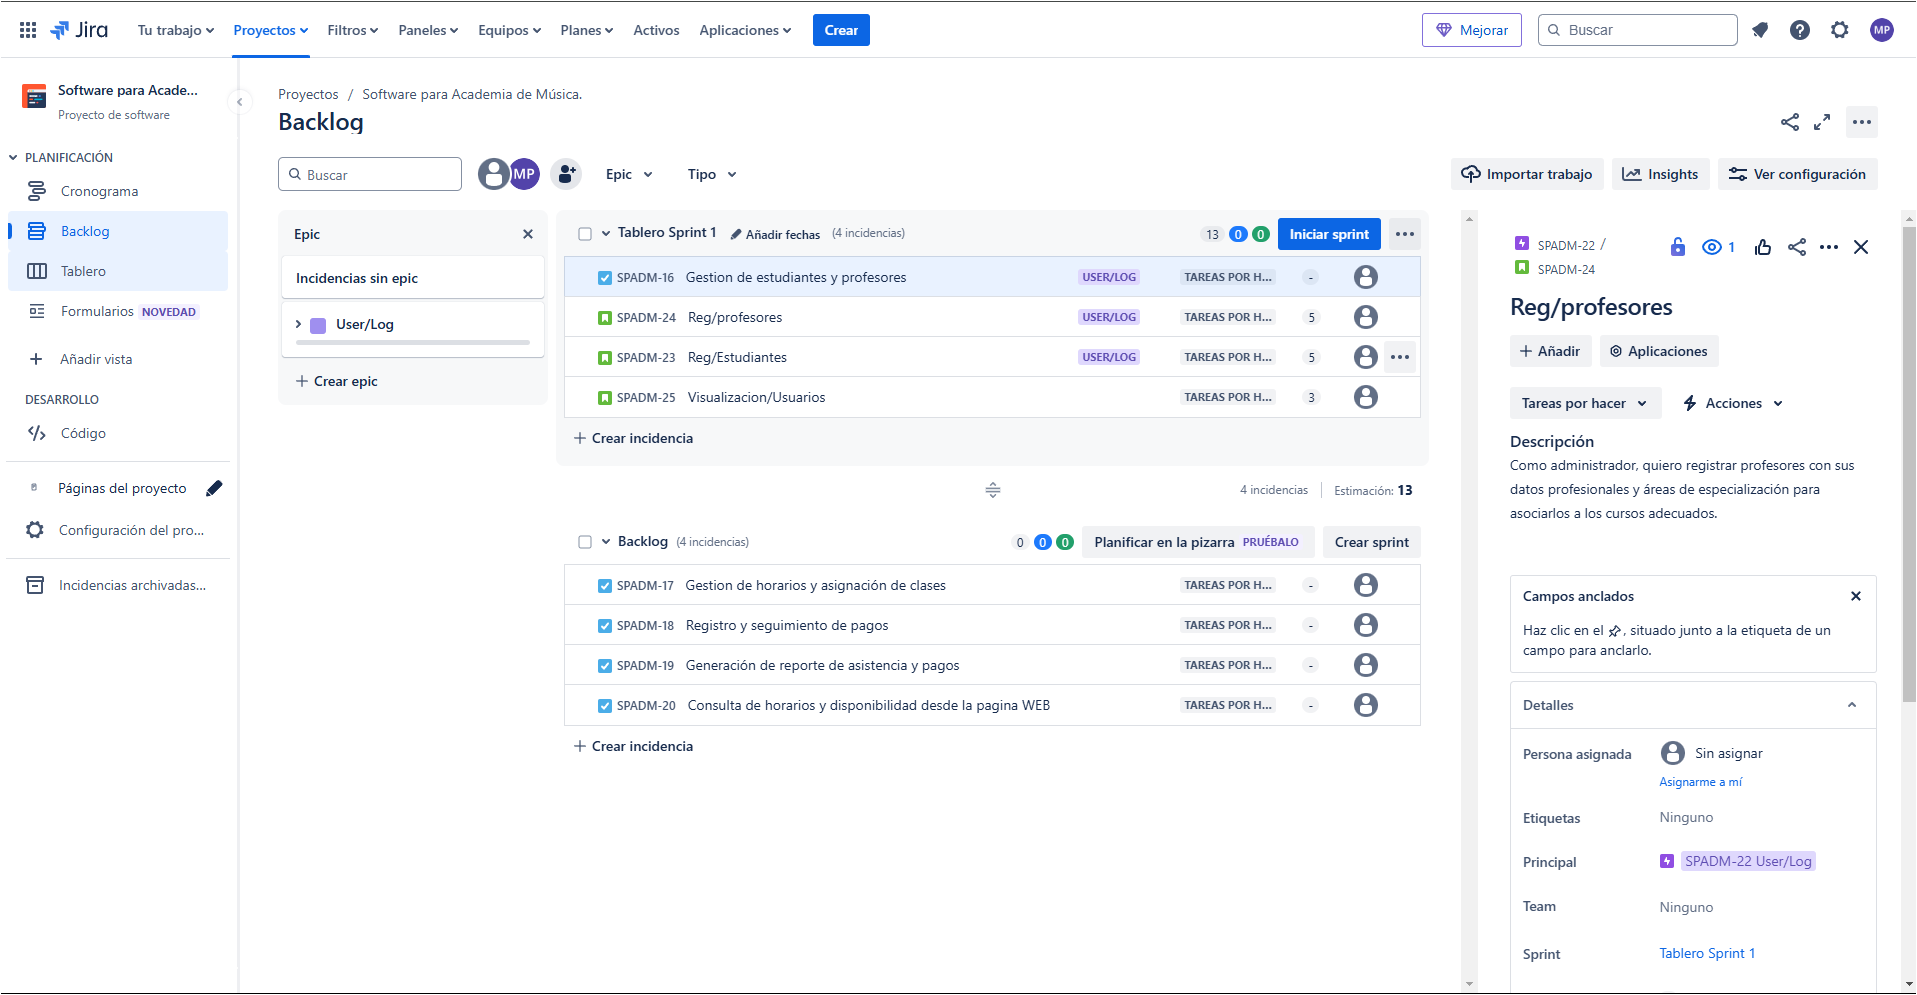 Jira
Tu trabajo
Proyectos
Filtros
Paneles
Equipos
Planes
Activos
Aplicaciones
Crear
Mejorar
Buscar
MP
Software para Acade...
Proyecto de software
PLANIFICACIÓN
Cronograma
Backlog
Tablero
Formularios NOVEDAD
Añadir vista
DESARROLLO
Código
Páginas del proyecto
Configuración del pro...
Incidencias archivadas...
Proyectos / Software para Academia de Música.
Backlog
Buscar
MP
Epic
Tipo
Importar trabajo
Insights
Ver configuración
Epic
Incidencias sin epic
User/Log
Crear epic
Tablero Sprint 1 Añadir fechas (4 incidencias) 13 0 0 Iniciar sprint
SPADM-16 Gestion de estudiantes y profesores USER/LOG TAREAS POR H... -
SPADM-24 Reg/profesores USER/LOG TAREAS POR H... 5
SPADM-23 Reg/Estudiantes USER/LOG TAREAS POR H... 5
SPADM-25 Visualizacion/Usuarios TAREAS POR H... 3
Crear incidencia
4 incidencias Estimación: 13
Backlog (4 incidencias) 0 0 0 Planificar en la pizarra PRUÉBALO Crear sprint
SPADM-17 Gestion de horarios y asignación de clases TAREAS POR H... -
SPADM-18 Registro y seguimiento de pagos TAREAS POR H... -
SPADM-19 Generación de reporte de asistencia y pagos TAREAS POR H... -
SPADM-20 Consulta de horarios y disponibilidad desde la pagina WEB TAREAS POR H... -
Crear incidencia
SPADM-22 /
SPADM-24
1
Reg/profesores
Añadir
Aplicaciones
Tareas por hacer
Acciones
Descripción
Como administrador, quiero registrar profesores con sus
datos profesionales y áreas de especialización para
asociarlos a los cursos adecuados.
Campos anclados
Haz clic en el , situado junto a la etiqueta de un
campo para anclarlo.
Detalles
Persona asignada Sin asignar
Asignarme a mí
Etiquetas Ninguno
Principal SPADM-22 User/Log
Team Ninguno
Sprint Tablero Sprint 1